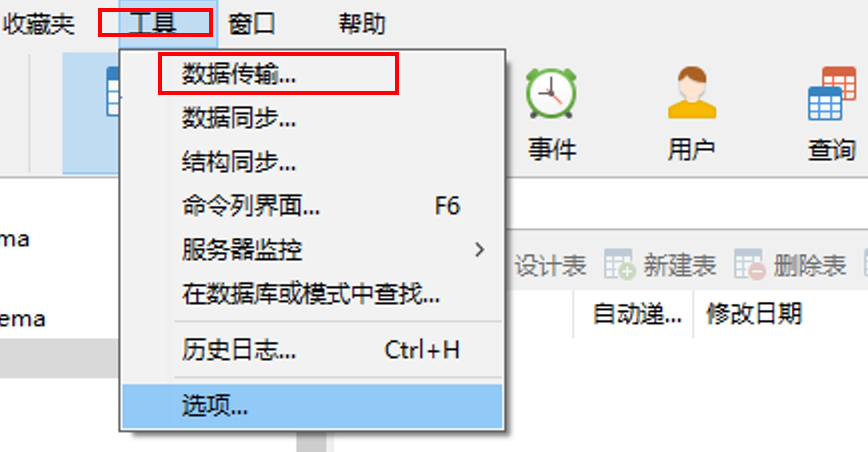 收藏夹 工具 窗口 帮助
数据传输...
数据同步...
结构同步...
命令列界面... F6
服务器监控
在数据库或模式中查找...
历史日志... Ctrl+H
选项...
事件 用户 查询
ma
ema
设计表 新建表 删除表
自动递... 修改日期